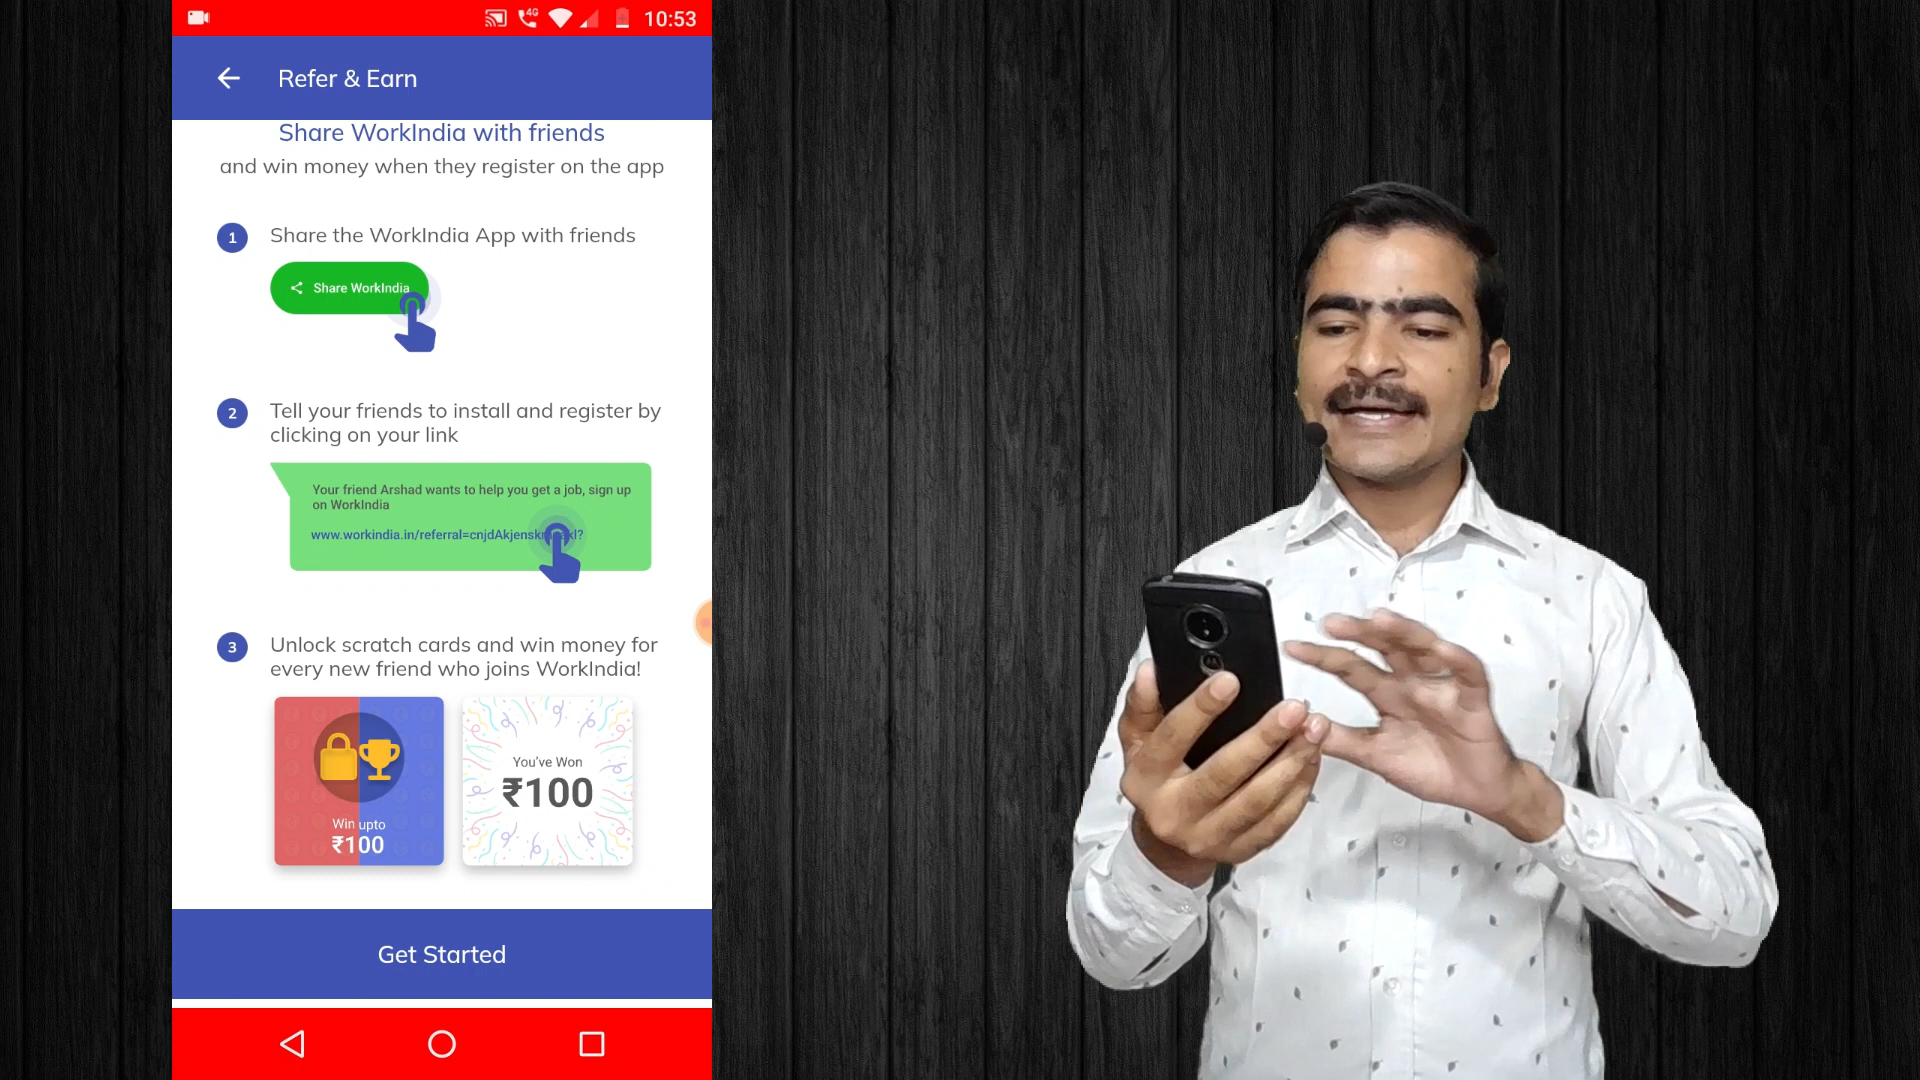 4G 10:53
Refer & Earn
Share WorkIndia with friends
and win money when they register on the app
1 Share the WorkIndia App with friends
Share WorkIndia
2 Tell your friends to install and register by
clicking on your link
Your friend Arshad wants to help you get a job, sign up
on WorkIndia
3 Unlock scratch cards and win money for
every new friend who joins WorkIndia!
Win upto
₹100
You've Won
₹100
Get Started